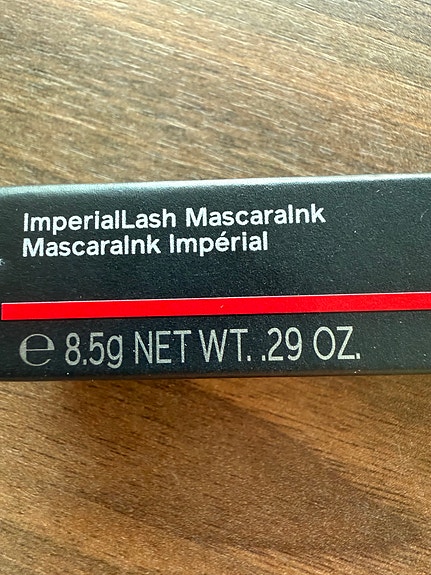 ImperialLash MascaraInk
MascaraInk Impérial
℮ 8.5g NET WT. .29 OZ.